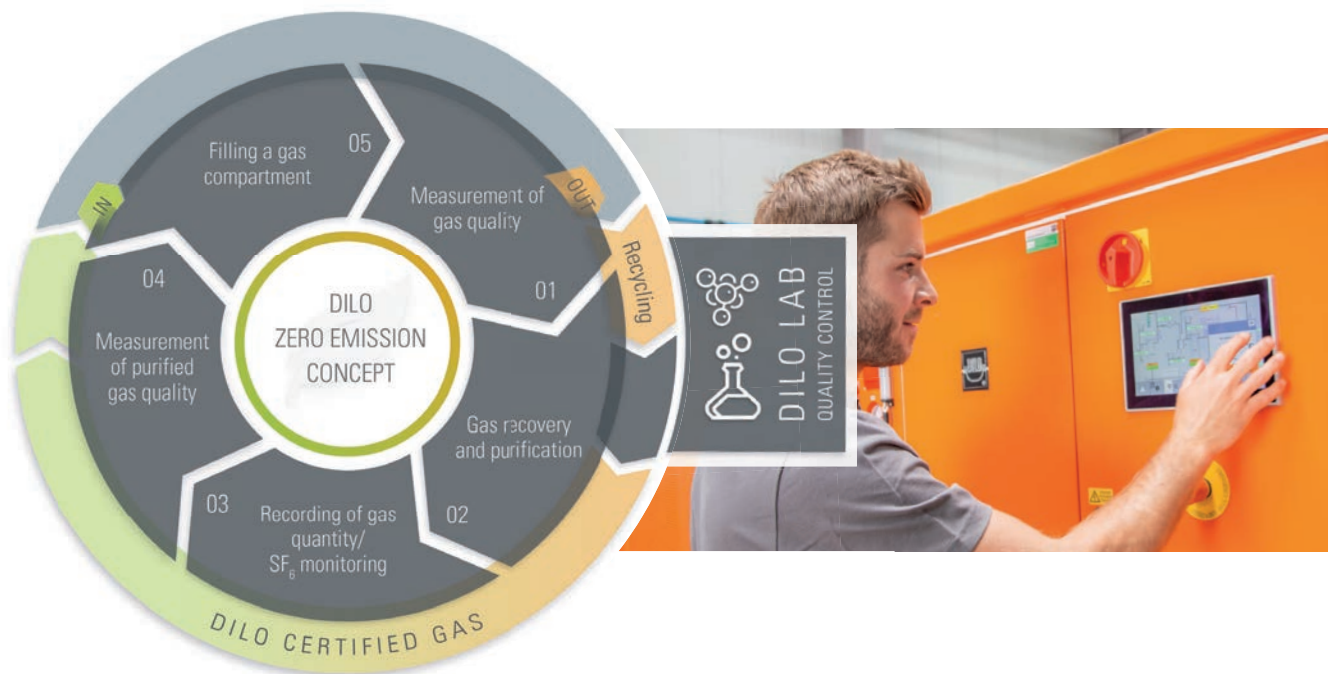 05
Filling a gas
compartment
Measurement of
gas quality
IN
OUT
Recycling
01
04
Measurement
of purified
gas quality
DILO
ZERO EMISSION
CONCEPT
DILO LAB
QUALITY CONTROL
Gas recovery
and purification
02
03
Recording of gas
quantity/
SF₆ monitoring
DILO CERTIFIED GAS